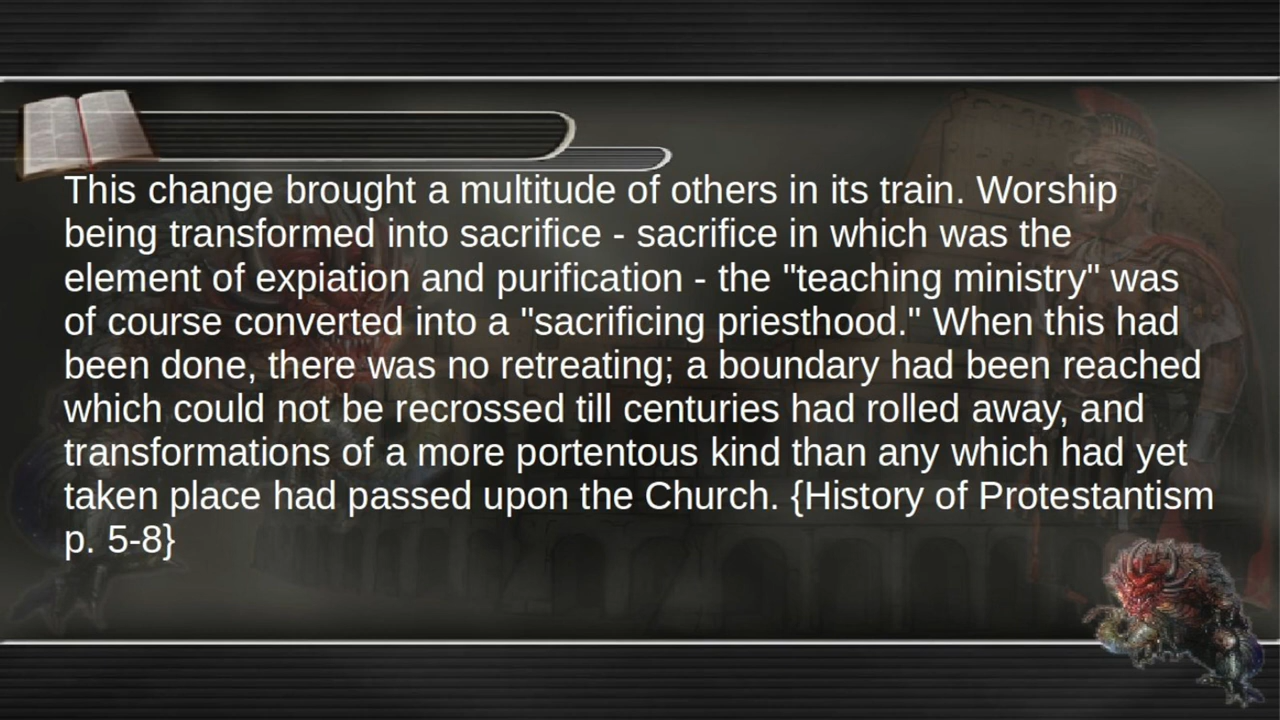 This change brought a multitude of others in its train. Worship
being transformed into sacrifice - sacrifice in which was the
element of expiation and purification - the "teaching ministry" was
of course converted into a "sacrificing priesthood." When this had
been done, there was no retreating; a boundary had been reached
which could not be recrossed till centuries had rolled away, and
transformations of a more portentous kind than any which had yet
taken place had passed upon the Church. {History of Protestantism
p. 5-8}